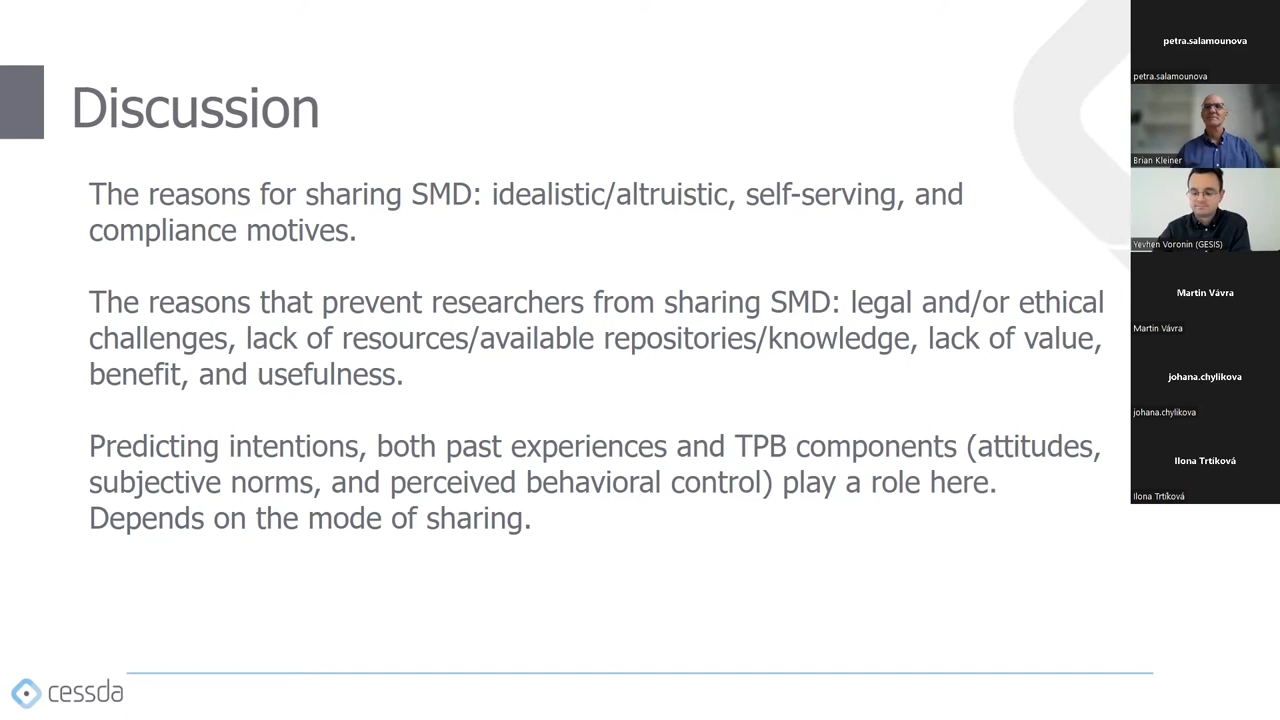 Discussion
The reasons for sharing SMD: idealistic/altruistic, self-serving, and
compliance motives.
The reasons that prevent researchers from sharing SMD: legal and/or ethical
challenges, lack of resources/available repositories/knowledge, lack of value,
benefit, and usefulness.
Predicting intentions, both past experiences and TPB components (attitudes,
subjective norms, and perceived behavioral control) play a role here.
Depends on the mode of sharing.
cessda
petra.salamounova
petra.salamounova
Brian Kleiner
Yevhen Voronin (GESIS)
Martin Vávra
Martin Vávra
johana.chylikova
johana.chylikova
Ilona Trtíková
Ilona Trtíková